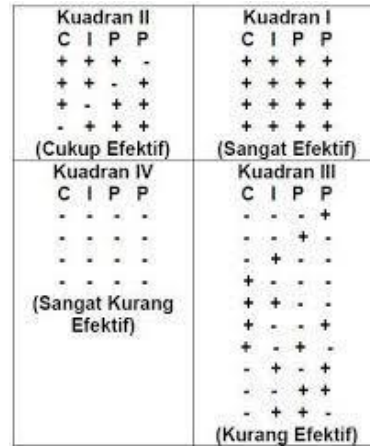 Kuadran II
C I P P
+ + + -
+ + - +
+ - + +
- + + +
(Cukup Efektif)
Kuadran I
C I P P
+ + + +
+ + + +
+ + + +
+ + + +
(Sangat Efektif)
Kuadran IV
C I P P
- - - -
- - - -
- - - -
- - - -
(Sangat Kurang
Efektif)
Kuadran III
C I P P
- - - +
- - + -
- + - -
+ - - -
+ + - -
+ - - +
+ - + -
- + - +
- - + +
- + + -
(Kurang Efektif)